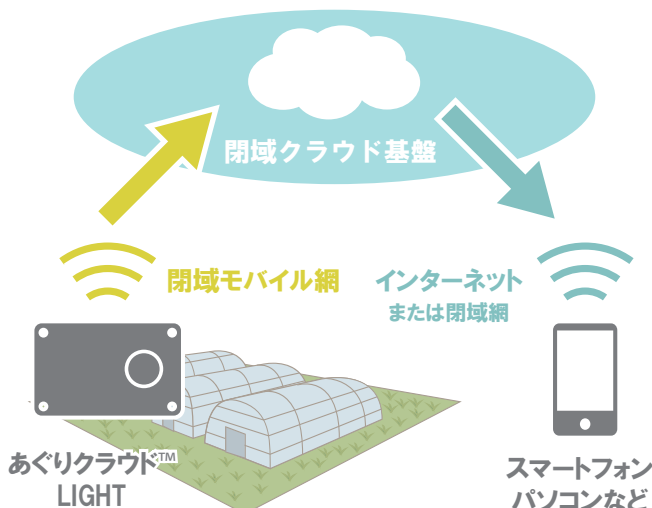 閉域クラウド基盤
閉域モバイル網
インターネット
または閉域網
あぐりクラウド™
LIGHT
スマートフォン
パソコンなど